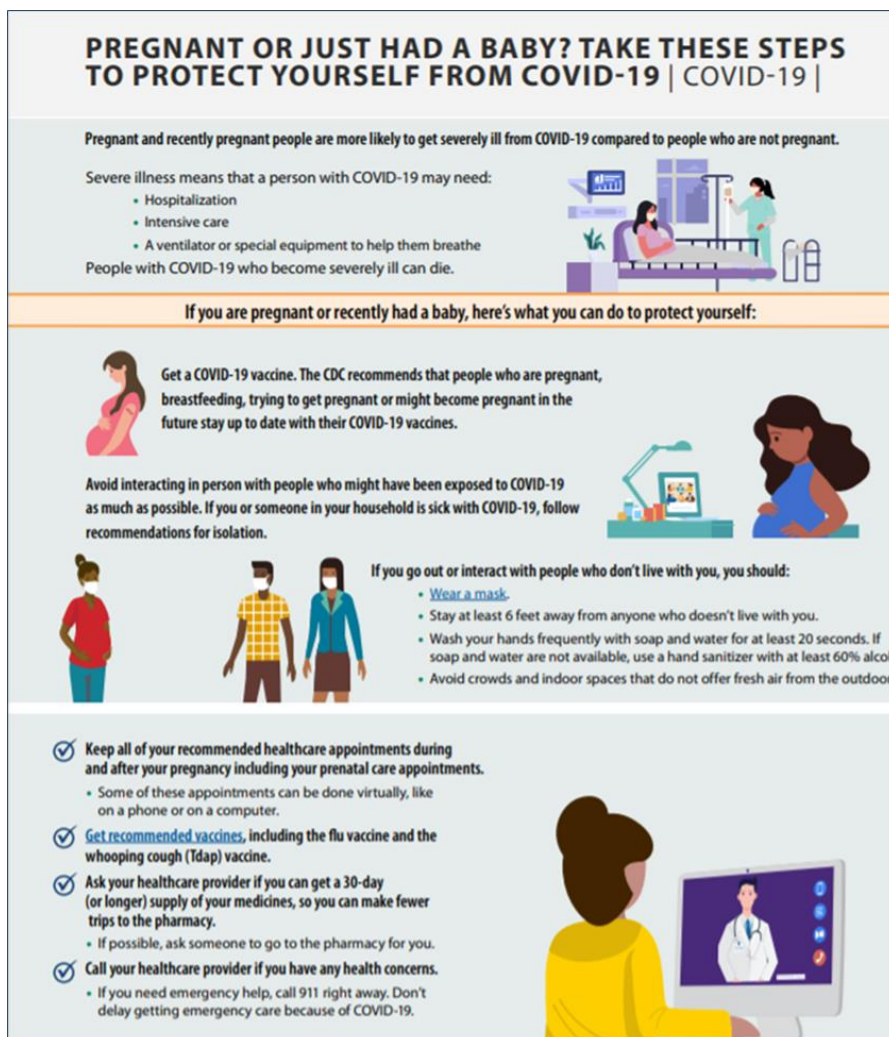 PREGNANT OR JUST HAD A BABY? TAKE THESE STEPS
TO PROTECT YOURSELF FROM COVID-19 | COVID-19 |
Pregnant and recently pregnant people are more likely to get severely ill from COVID-19 compared to people who are not pregnant.
Severe illness means that a person with COVID-19 may need:
• Hospitalization
• Intensive care
• A ventilator or special equipment to help them breathe
People with COVID-19 who become severely ill can die.
If you are pregnant or recently had a baby, here's what you can do to protect yourself:
Get a COVID-19 vaccine. The CDC recommends that people who are pregnant,
breastfeeding, trying to get pregnant or might become pregnant in the
future stay up to date with their COVID-19 vaccines.
Avoid interacting in person with people who might have been exposed to COVID-19
as much as possible. If you or someone in your household is sick with COVID-19, follow
recommendations for isolation.
If you go out or interact with people who don't live with you, you should:
• Wear a mask.
• Stay at least 6 feet away from anyone who doesn't live with you.
• Wash your hands frequently with soap and water for at least 20 seconds. If
soap and water are not available, use a hand sanitizer with at least 60% alco
• Avoid crowds and indoor spaces that do not offer fresh air from the outdoor
Keep all of your recommended healthcare appointments during
and after your pregnancy including your prenatal care appointments.
• Some of these appointments can be done virtually, like
on a phone or on a computer.
Get recommended vaccines, including the flu vaccine and the
whooping cough (Tdap) vaccine.
Ask your healthcare provider if you can get a 30-day
(or longer) supply of your medicines, so you can make fewer
trips to the pharmacy.
• If possible, ask someone to go to the pharmacy for you.
Call your healthcare provider if you have any health concerns.
• If you need emergency help, call 911 right away. Don't
delay getting emergency care because of COVID-19.